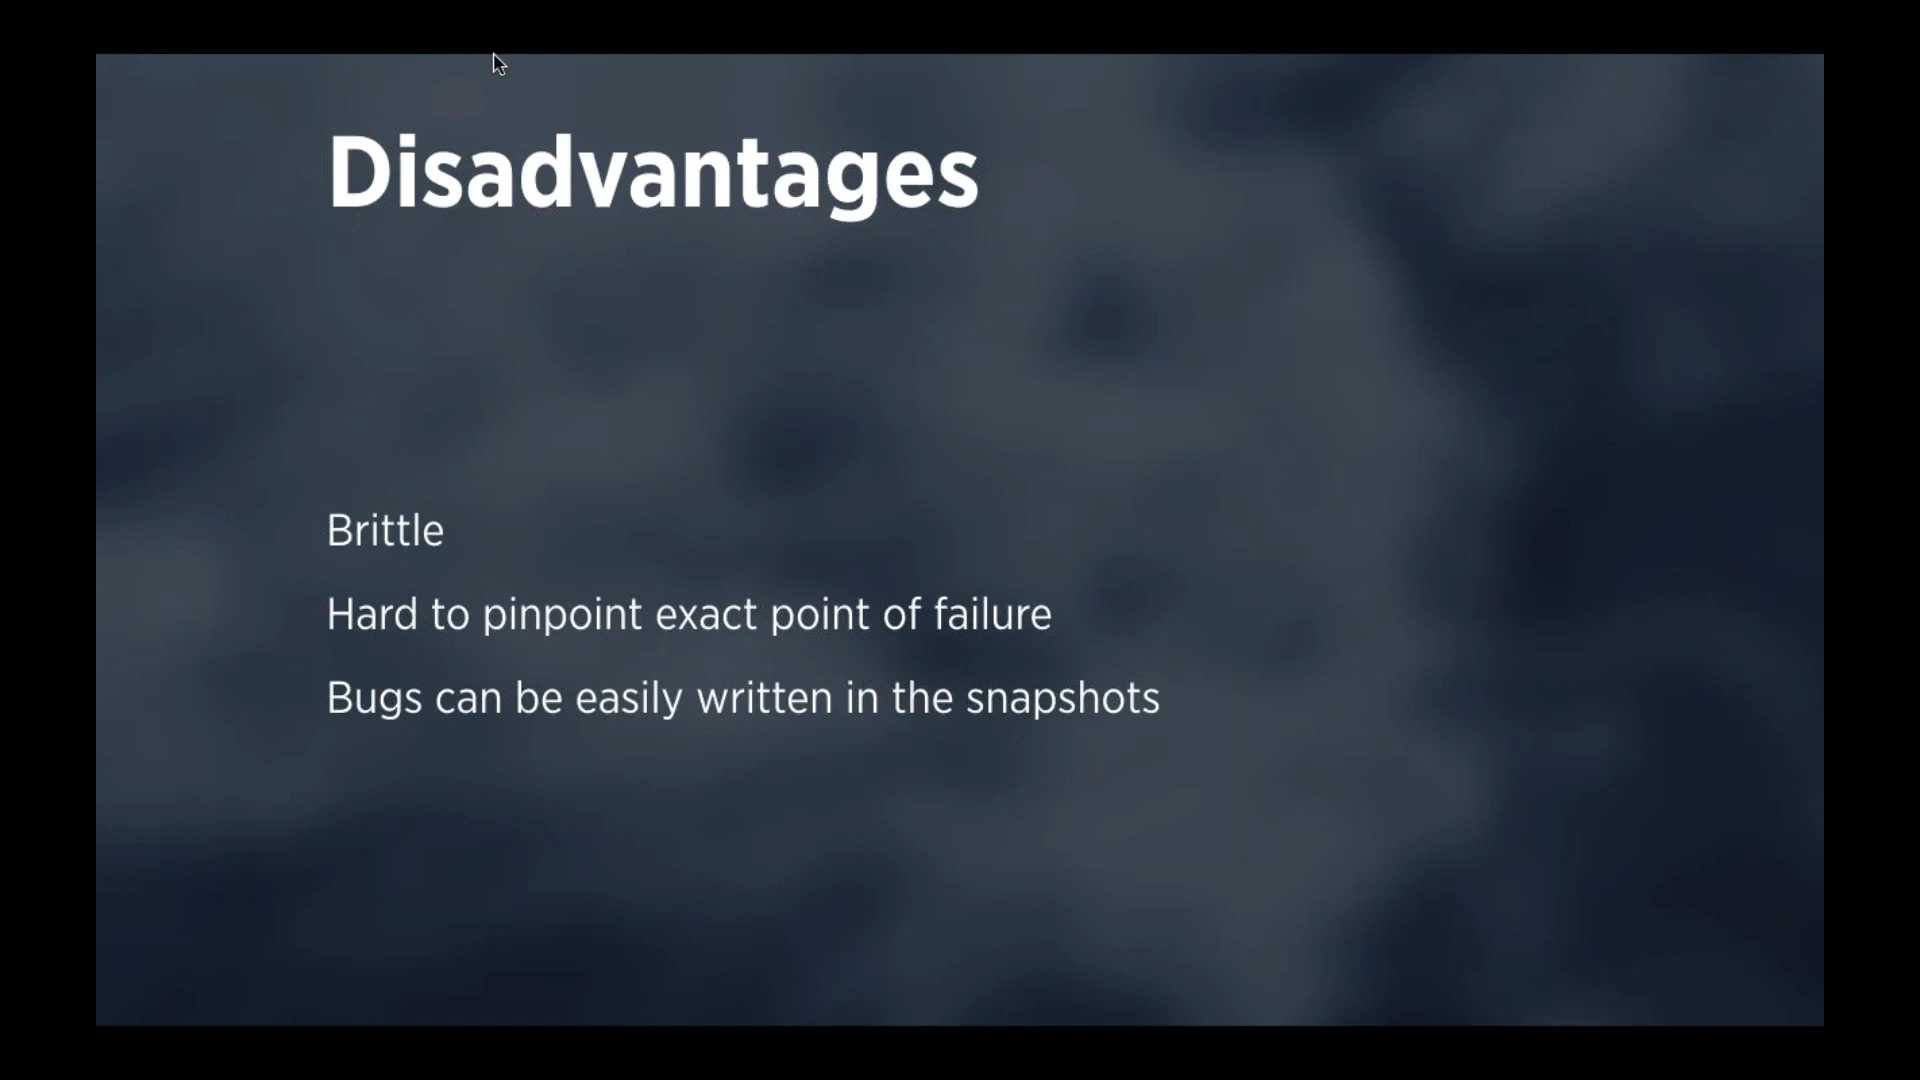 Disadvantages
Brittle
Hard to pinpoint exact point of failure
Bugs can be easily written in the snapshots